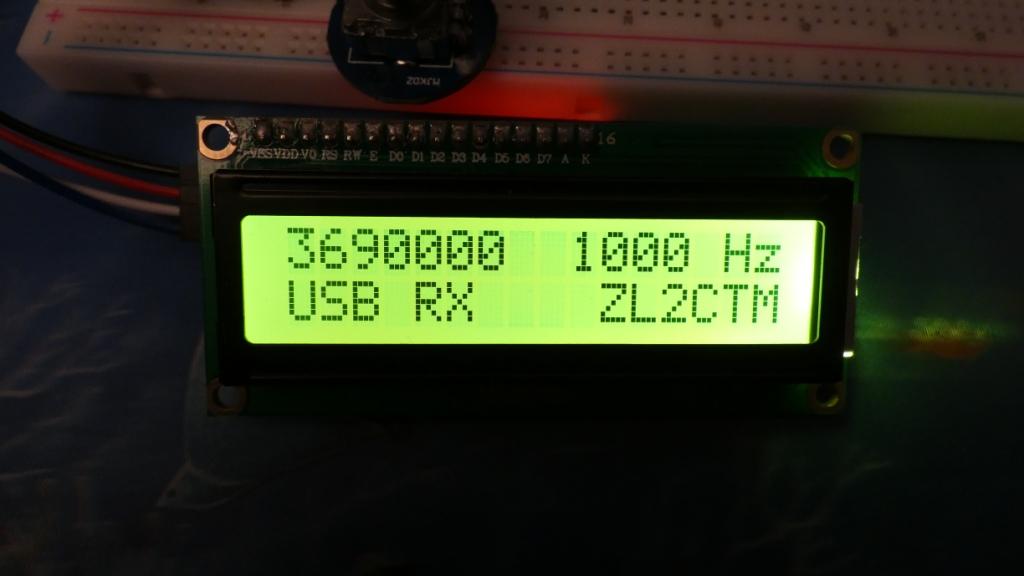 +
-
WJXDZ
VSS VDD V0 RS RW E D0 D1 D2 D3 D4 D5 D6 D7 A K 16
3690000 1000 Hz
USB RX ZL2CTM